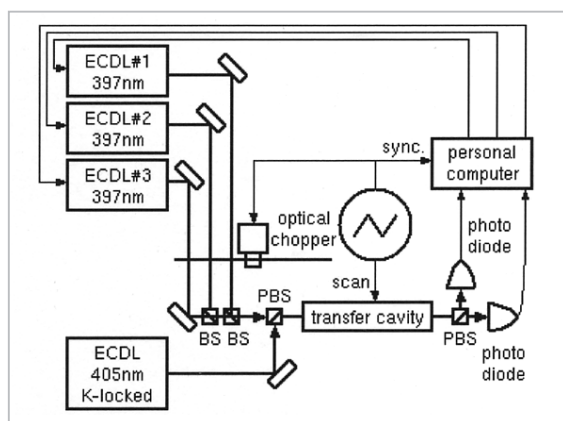 ECDL#1
397nm
ECDL#2
397nm
ECDL#3
397nm
sync.
personal
computer
optical
chopper
photo
diode
scan
PBS
transfer cavity
BS BS
PBS
photo
diode
ECDL
405nm
K-locked